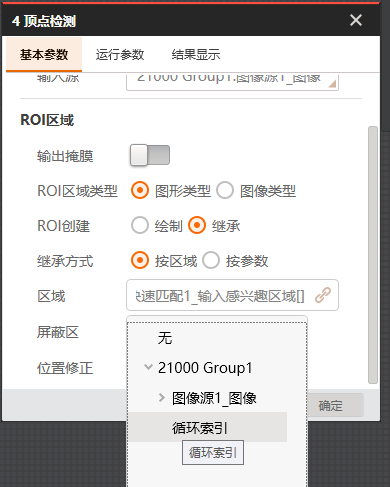 4 顶点检测
基本参数 运行参数 结果显示
输入源 21000 Group1.图像源1_图像
ROI区域
输出掩膜
ROI区域类型 图形类型 图像类型
ROI创建 绘制 继承
继承方式 按区域 按参数
区域 快速匹配1_输入感兴趣区域[]
屏蔽区
无
位置修正 21000 Group1
图像源1_图像
确定
循环索引
循环索引